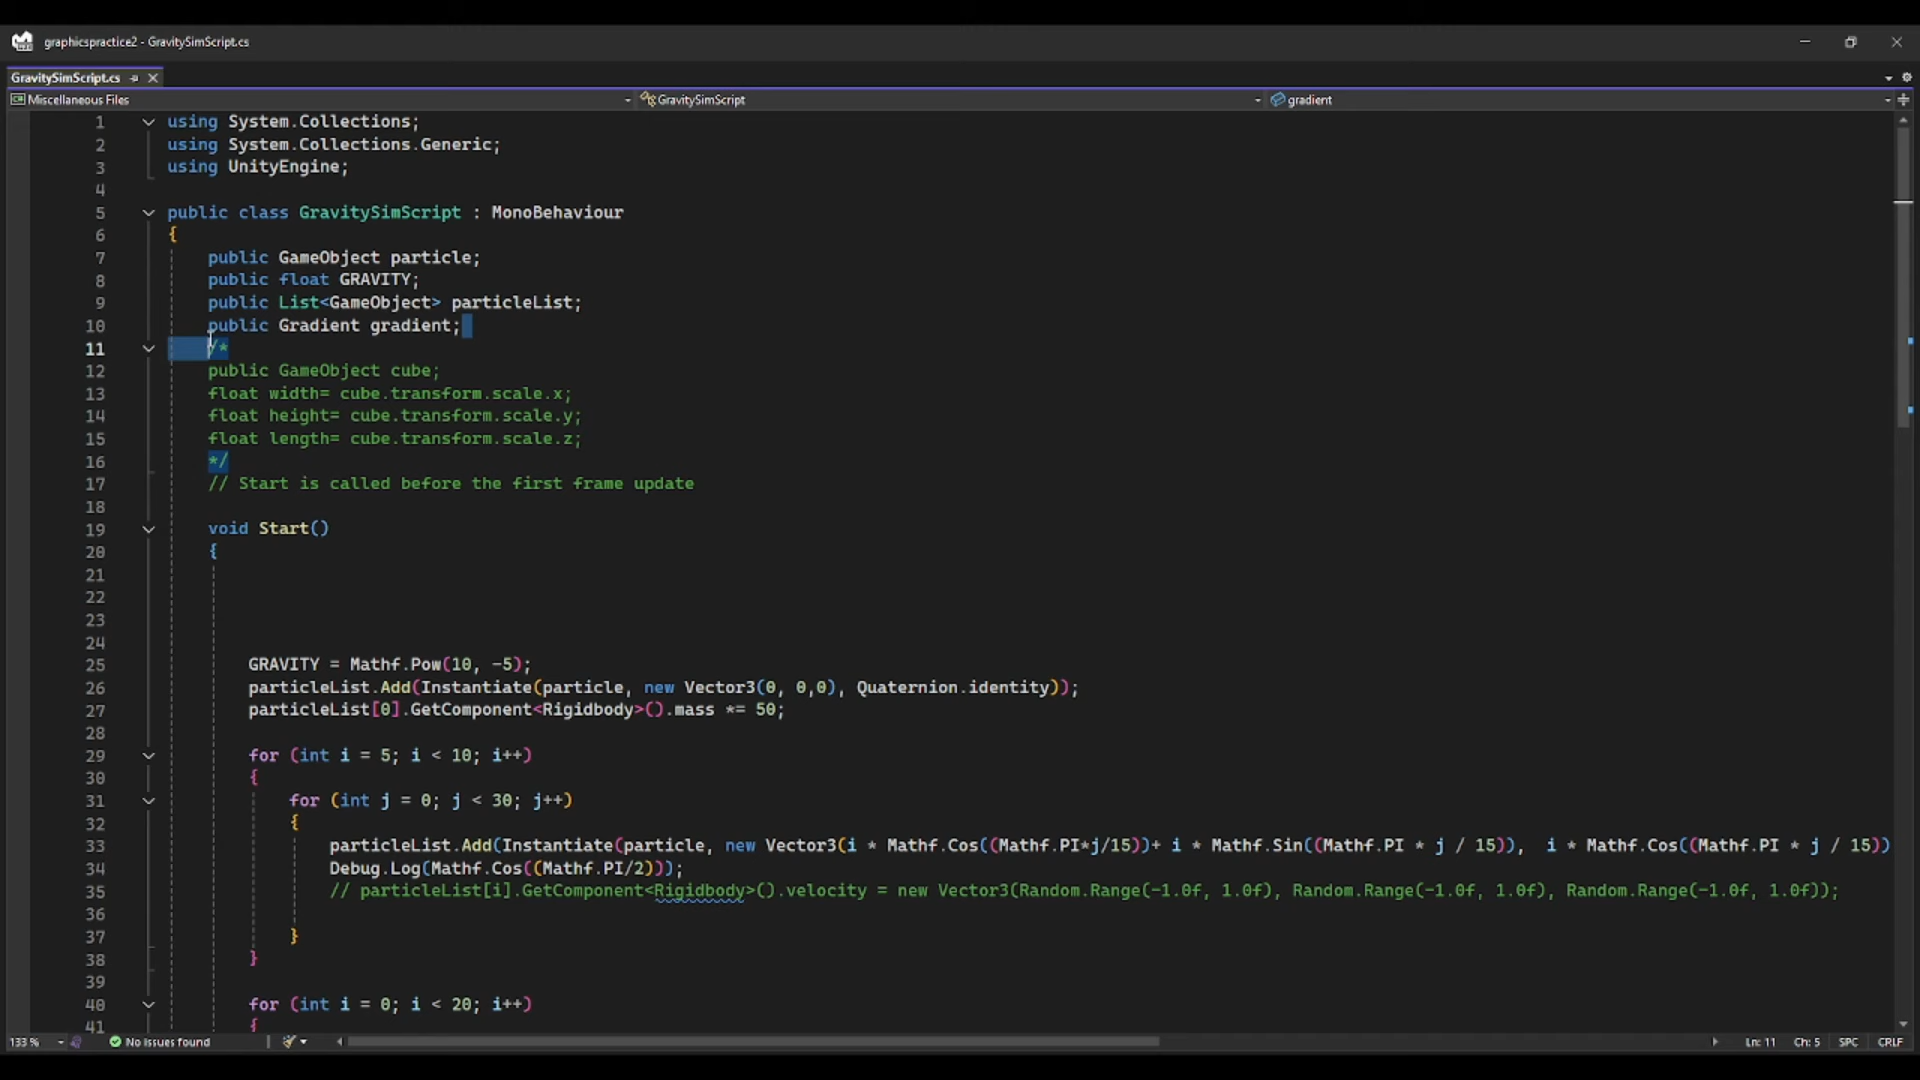 graphicspractice2 - GravitySimScript.cs
GravitySimScript.cs
Miscellaneous Files
GravitySimScript
gradient
1 using System.Collections;
2 using System.Collections.Generic;
3 using UnityEngine;
4
5 public class GravitySimScript : MonoBehaviour
6 {
7 public GameObject particle;
8 public float GRAVITY;
9 public List<GameObject> particleList;
10 public Gradient gradient;
11 /*
12 public GameObject cube;
13 float width= cube.transform.scale.x;
14 float height= cube.transform.scale.y;
15 float length= cube.transform.scale.z;
16 */
17 // Start is called before the first frame update
18
19 void Start()
20 {
21
22
23
24
25 GRAVITY = Mathf.Pow(10, -5);
26 particleList.Add(Instantiate(particle, new Vector3(0, 0,0), Quaternion.identity));
27 particleList[0].GetComponent<Rigidbody>().mass *= 50;
28
29 for (int i = 5; i < 10; i++)
30 {
31 for (int j = 0; j < 30; j++)
32 {
33 particleList.Add(Instantiate(particle, new Vector3(i * Mathf.Cos((Mathf.PI*j/15))+ i * Mathf.Sin((Mathf.PI * j / 15)),  i * Mathf.Cos((Mathf.PI * j / 15))
34 Debug.Log(Mathf.Cos((Mathf.PI/2)));
35 // particleList[i].GetComponent<Rigidbody>().velocity = new Vector3(Random.Range(-1.0f, 1.0f), Random.Range(-1.0f, 1.0f), Random.Range(-1.0f, 1.0f));
36
37 }
38 }
39
40 for (int i = 0; i < 20; i++)
41 {
133 % No issues found Ln: 11 Ch: 5 SPC CRLF